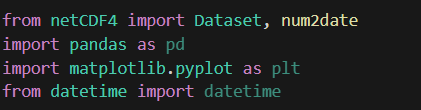 from netCDF4 import Dataset, num2date
import pandas as pd
import matplotlib.pyplot as plt
from datetime import datetime